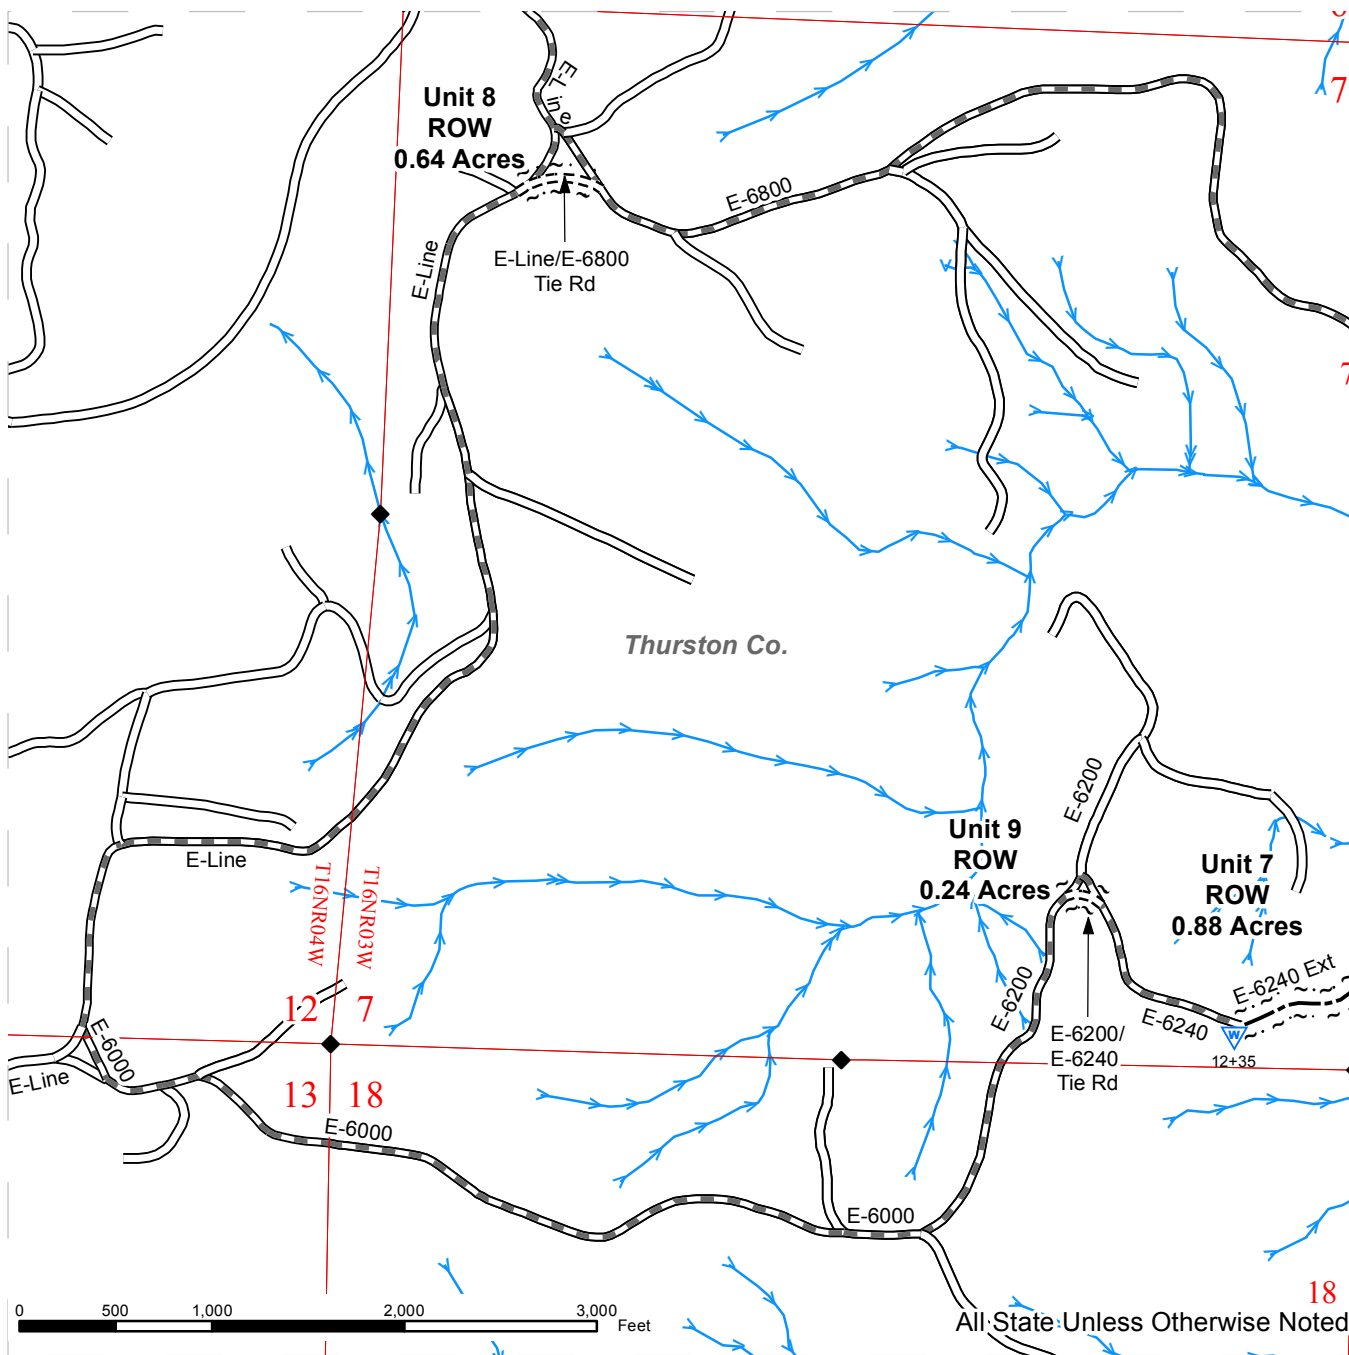 6
7
E-Line
Unit 8
ROW
0.64 Acres
E-6800
E-Line
E-Line/E-6800
Tie Rd
7
Thurston Co.
E-6200
E-Line
Unit 9
ROW
0.24 Acres
Unit 7
ROW
0.88 Acres
T16NR04W
T16NR03W
E-6240 Ext
E-6200
12
7
E-6240
E-6200/
E-6240
Tie Rd
W
12+35
E-6000
E-Line
13
18
E-6000
E-6000
18
0
500
1,000
2,000
3,000
Feet
All State Unless Otherwise Noted